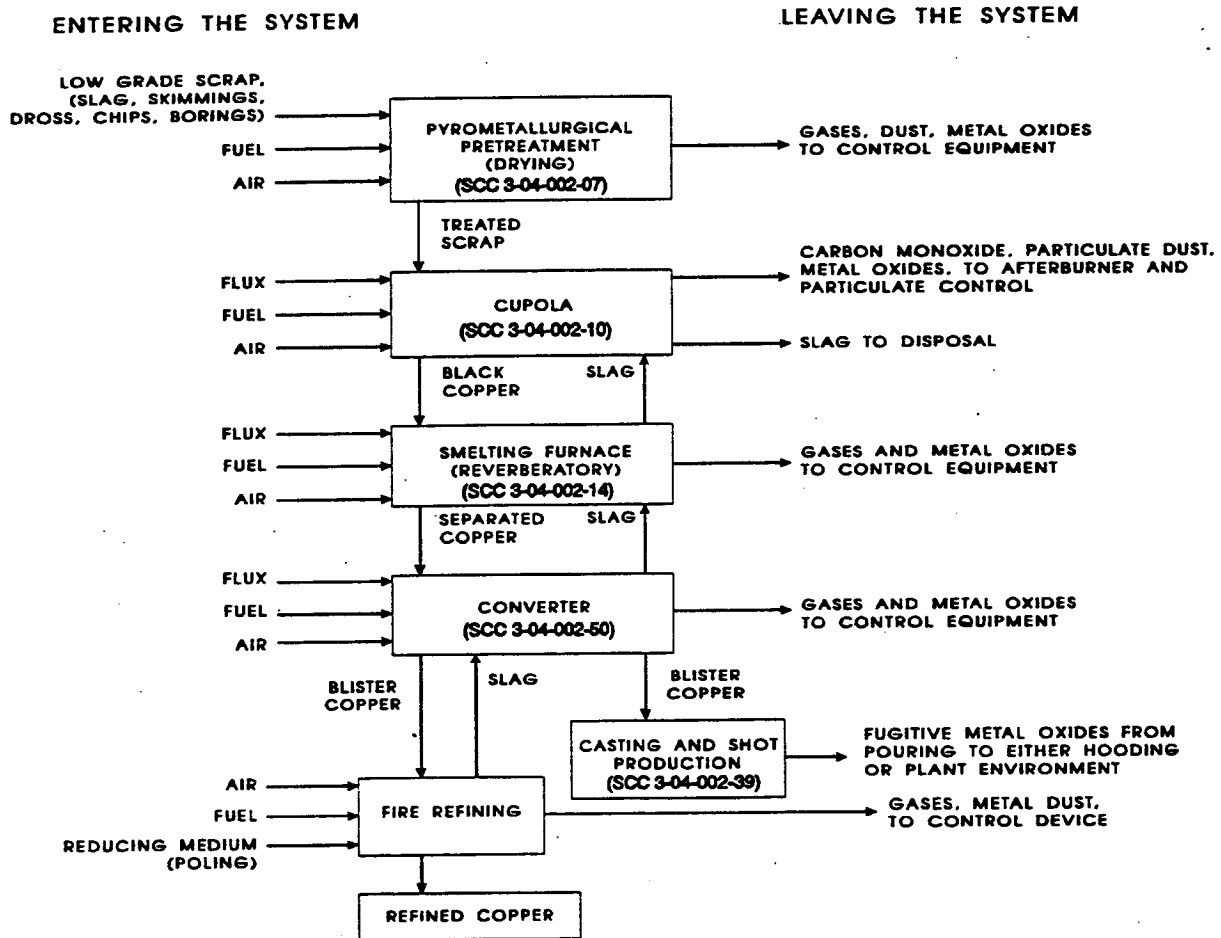 ENTERING THE SYSTEM
LEAVING THE SYSTEM
LOW GRADE SCRAP,
(SLAG, SKIMMINGS,
DROSS, CHIPS, BORINGS)
FUEL
AIR
PYROMETALLURGICAL
PRETREATMENT
(DRYING)
(SCC 3-04-002-07)
GASES, DUST, METAL OXIDES
TO CONTROL EQUIPMENT
TREATED
SCRAP
FLUX
FUEL
AIR
CUPOLA
(SCC 3-04-002-10)
CARBON MONOXIDE, PARTICULATE DUST,
METAL OXIDES, TO AFTERBURNER AND
PARTICULATE CONTROL
SLAG TO DISPOSAL
BLACK
COPPER
SLAG
FLUX
FUEL
AIR
SMELTING FURNACE
(REVERBERATORY)
(SCC 3-04-002-14)
GASES AND METAL OXIDES
TO CONTROL EQUIPMENT
SEPARATED
COPPER
SLAG
FLUX
FUEL
AIR
CONVERTER
(SCC 3-04-002-50)
GASES AND METAL OXIDES
TO CONTROL EQUIPMENT
BLISTER
COPPER
SLAG
BLISTER
COPPER
CASTING AND SHOT
PRODUCTION
(SCC 3-04-002-39)
FUGITIVE METAL OXIDES FROM
POURING TO EITHER HOODING
OR PLANT ENVIRONMENT
AIR
FUEL
REDUCING MEDIUM
(POLING)
FIRE REFINING
GASES, METAL DUST,
TO CONTROL DEVICE
REFINED COPPER